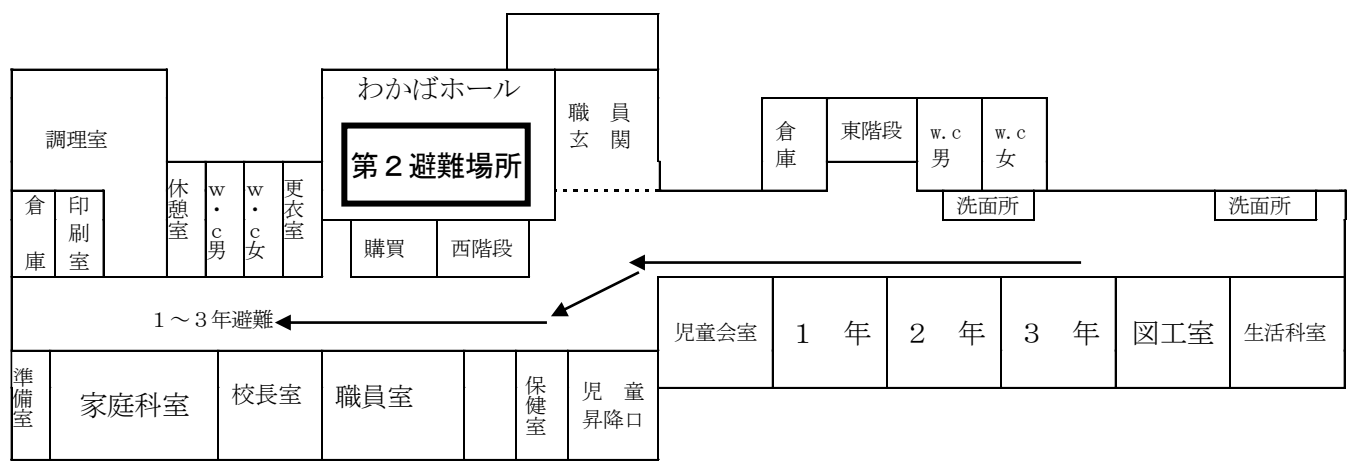 わかばホール
第２避難場所
職員
玄関
調理室
倉庫
印刷室
休憩室
w・c男
w・c女
更衣室
購買
西階段
倉庫
東階段
w.c
男
w.c
女
洗面所
洗面所
１～３年避難
児童会室
１年
２年
３年
図工室
生活科室
準備室
家庭科室
校長室
職員室
保健室
児童
昇降口